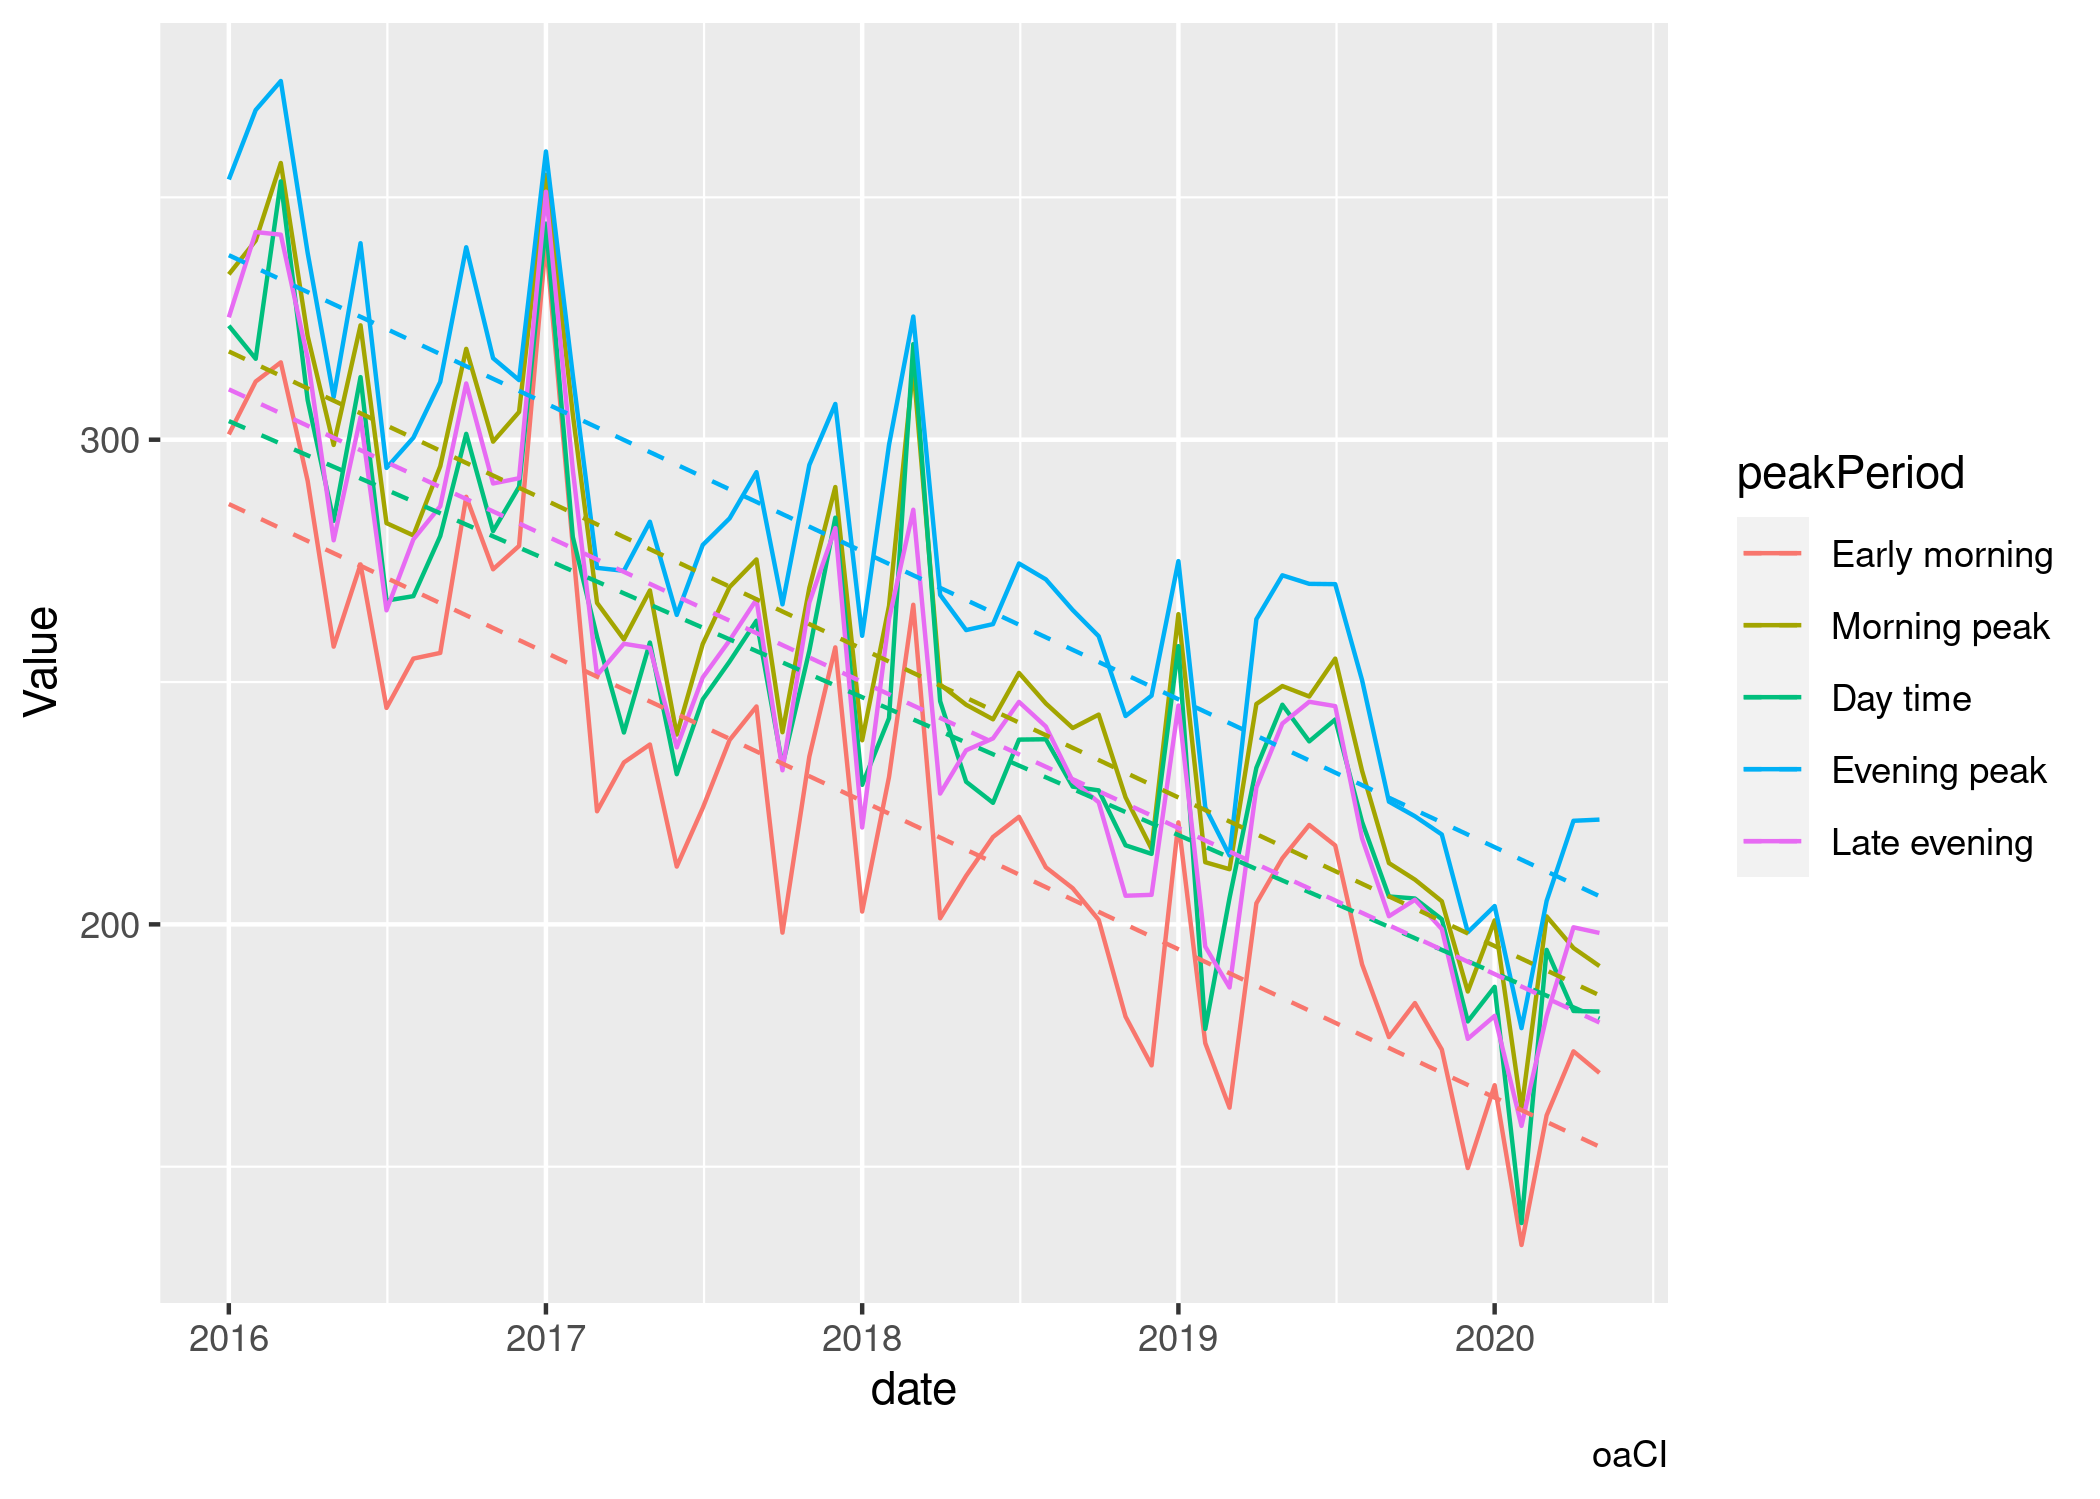 Value
300
200
2016 2017 2018 2019 2020
date
peakPeriod
Early morning
Morning peak
Day time
Evening peak
Late evening
oaCI